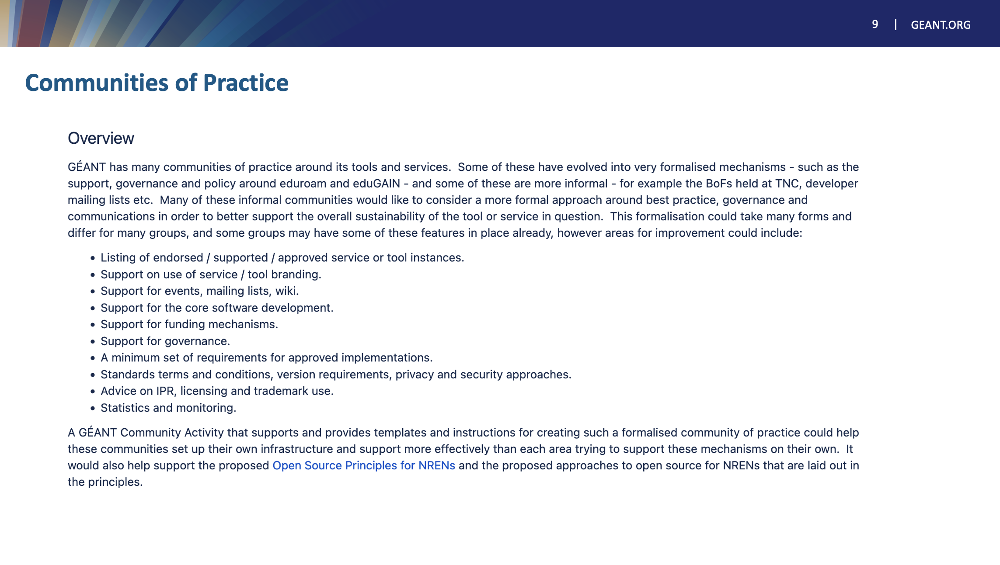 9 | GEANT.ORG
Communities of Practice
Overview
GÉANT has many communities of practice around its tools and services.  Some of these have evolved into very formalised mechanisms - such as the
support, governance and policy around eduroam and eduGAIN - and some of these are more informal - for example the BoFs held at TNC, developer
mailing lists etc.  Many of these informal communities would like to consider a more formal approach around best practice, governance and
communications in order to better support the overall sustainability of the tool or service in question.  This formalisation could take many forms and
differ for many groups, and some groups may have some of these features in place already, however areas for improvement could include:
• Listing of endorsed / supported / approved service or tool instances.
• Support on use of service / tool branding.
• Support for events, mailing lists, wiki.
• Support for the core software development.
• Support for funding mechanisms.
• Support for governance.
• A minimum set of requirements for approved implementations.
• Standards terms and conditions, version requirements, privacy and security approaches.
• Advice on IPR, licensing and trademark use.
• Statistics and monitoring.
A GÉANT Community Activity that supports and provides templates and instructions for creating such a formalised community of practice could help
these communities set up their own infrastructure and support more effectively than each area trying to support these mechanisms on their own.  It
would also help support the proposed Open Source Principles for NRENs and the proposed approaches to open source for NRENs that are laid out in
the principles.